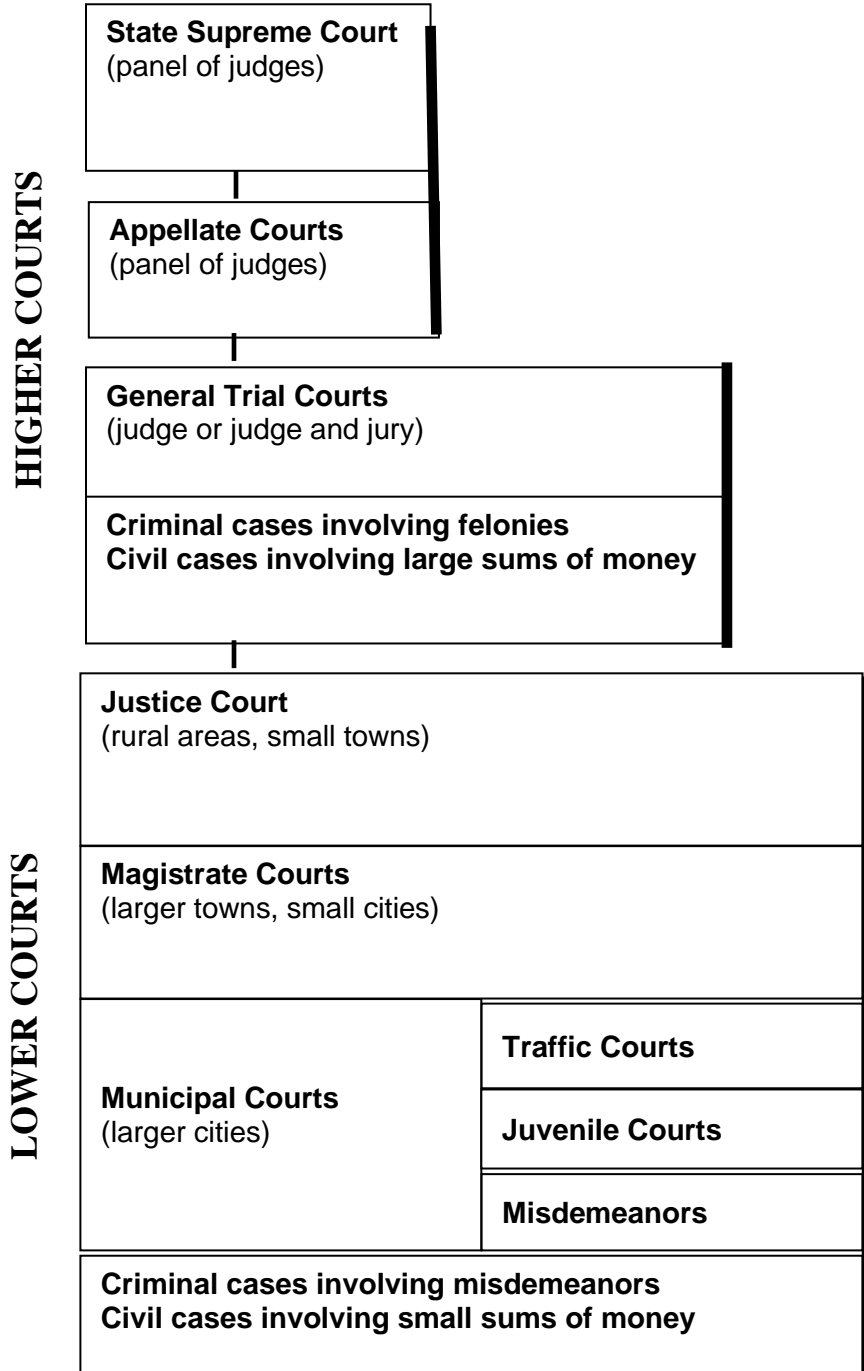 HIGHER COURTS
State Supreme Court
(panel of judges)
Appellate Courts
(panel of judges)
General Trial Courts
(judge or judge and jury)
Criminal cases involving felonies
Civil cases involving large sums of money
LOWER COURTS
Justice Court
(rural areas, small towns)
Magistrate Courts
(larger towns, small cities)
Municipal Courts
(larger cities)
Traffic Courts
Juvenile Courts
Misdemeanors
Criminal cases involving misdemeanors
Civil cases involving small sums of money